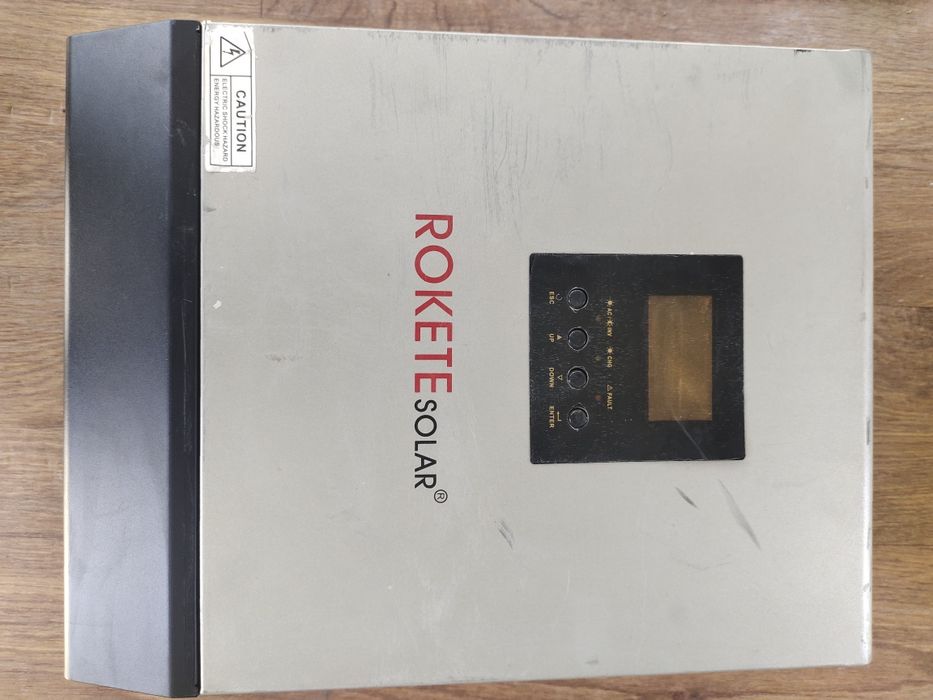 AC/INV
CHG
FAULT
ESC
UP
DOWN
ENTER
ROKETE SOLAR®
CAUTION
ELECTRIC SHOCK HAZARD
ENERGY HAZARDOUS